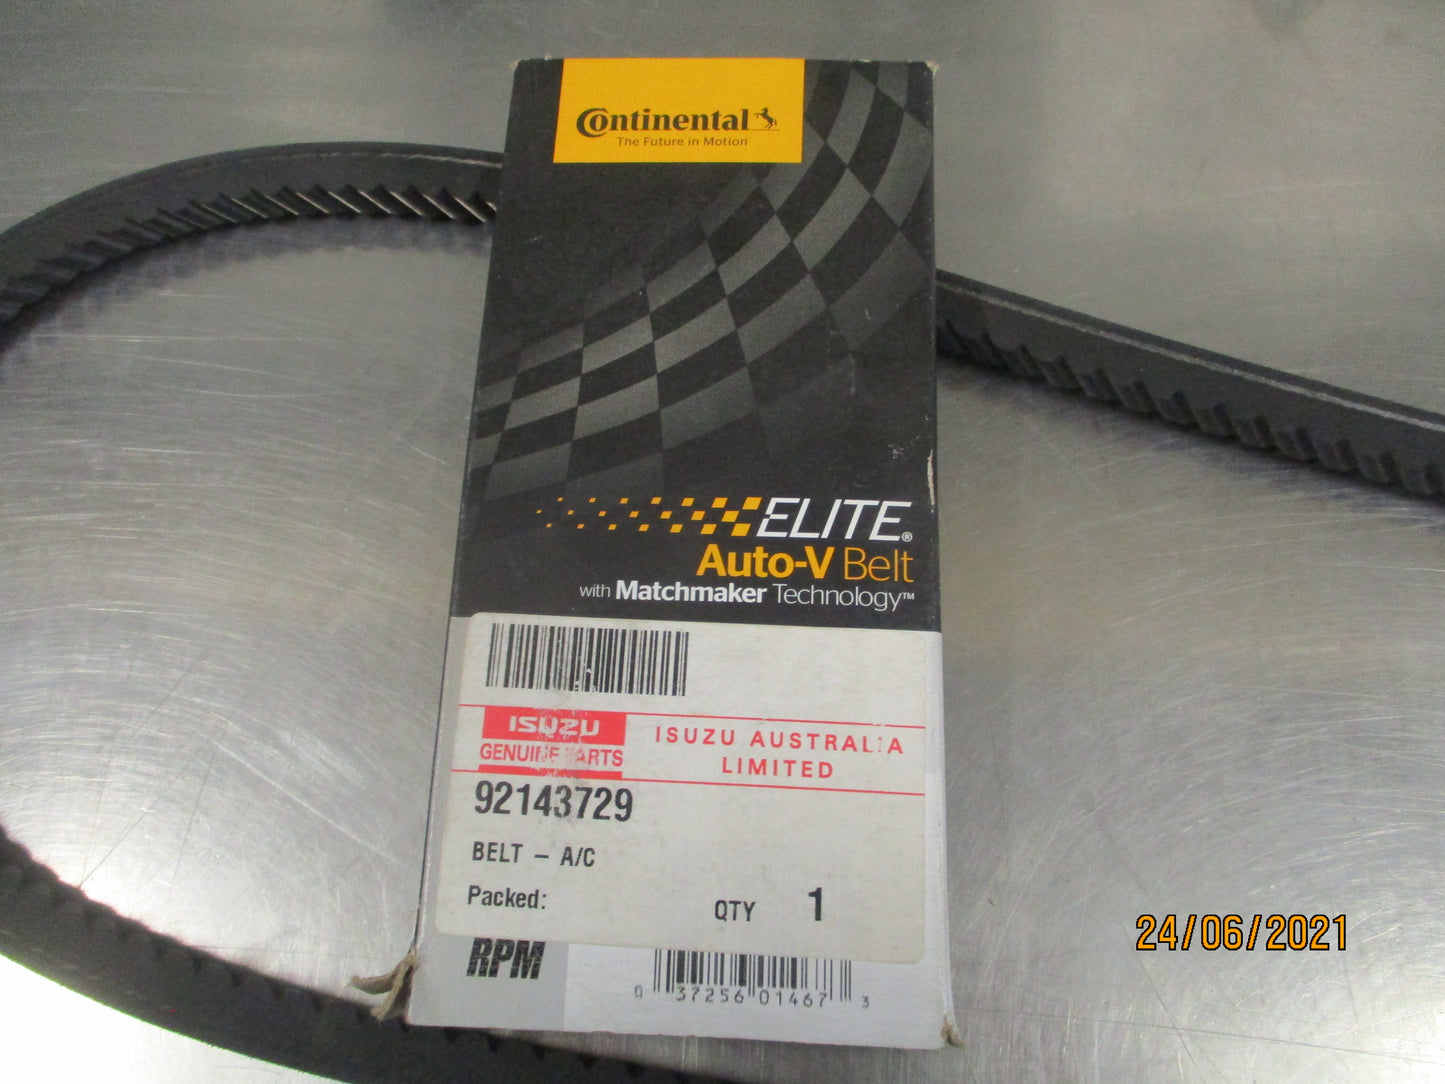 Continental
The Future in Motion
ELITE®
Auto-V Belt
with Matchmaker Technology™
ISUZU
GENUINE PARTS
ISUZU AUSTRALIA
LIMITED
92143729
BELT - A/C
Packed:
QTY 1
RPM
0 37256 01467 3
24/06/2021